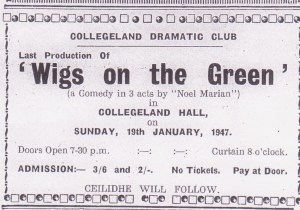 COLLEGELAND DRAMATIC CLUB
Last Production Of
'Wigs on the Green'
(a Comedy in 3 acts by "Noel Marian")
in
COLLEGELAND HALL,
on
SUNDAY, 19th JANUARY, 1947.
Doors Open 7-30 p.m. :—: :—: Curtain 8 o'clock.
ADMISSION:— 3/6 and 2/-. No Tickets. Pay at Door.
CEILIDHE WILL FOLLOW.